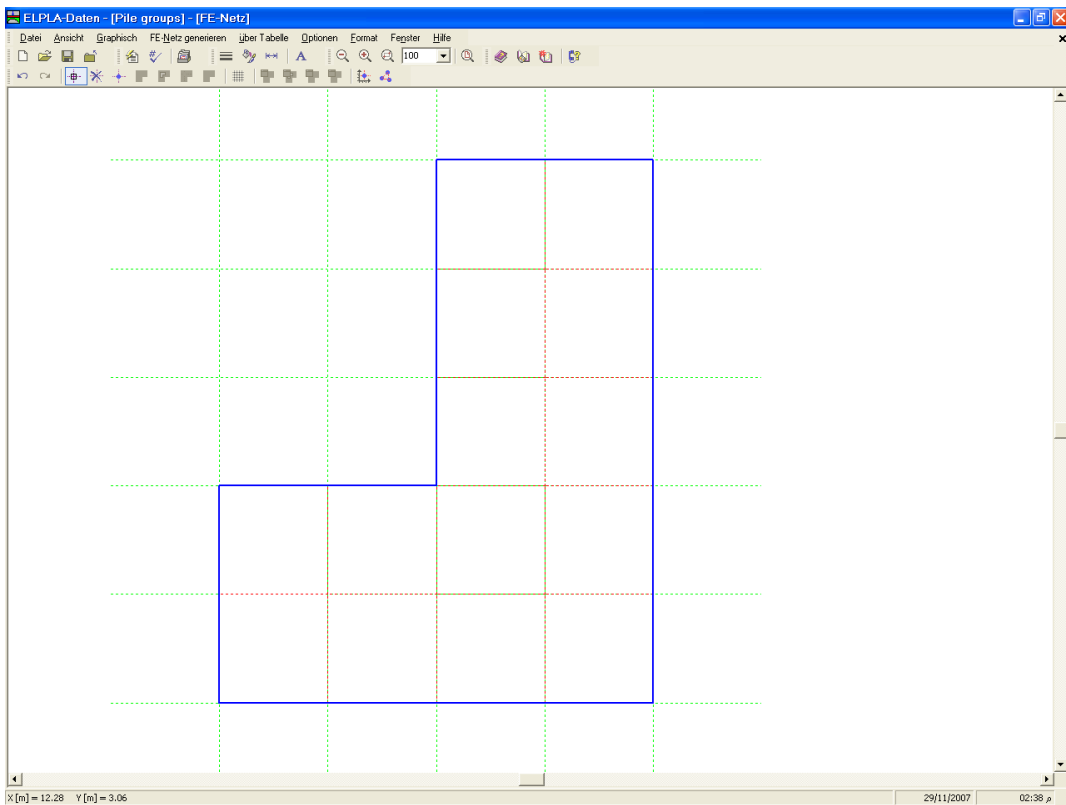 ELPLA-Daten - [Pile groups] - [FE-Netz]
Datei Ansicht Graphisch FE-Netz generieren über Tabelle Optionen Format Fenster Hilfe
A 100
X [m] = 12.28 Y [m] = 3.06 29/11/2007 02:38 م